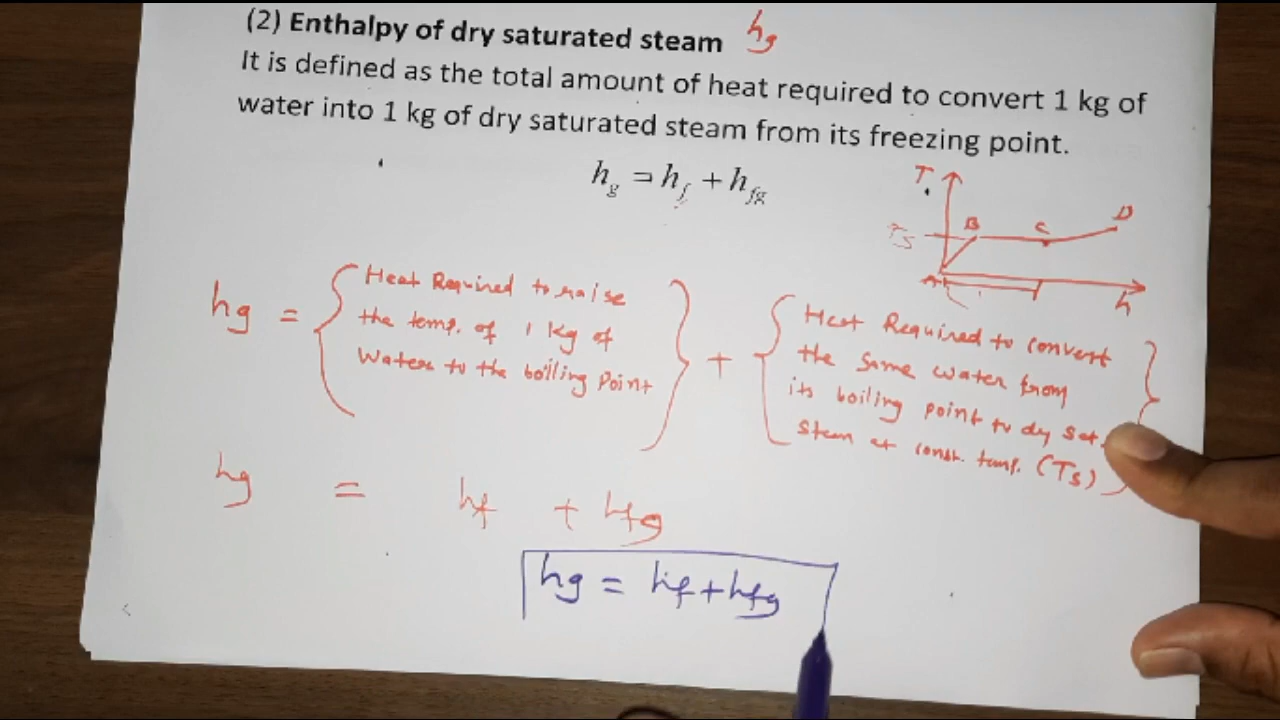 (2) Enthalpy of dry saturated steam hg
It is defined as the total amount of heat required to convert 1 kg of
water into 1 kg of dry saturated steam from its freezing point.
hg = hf + hfg
T
Ts
B
C
D
A
h
hg = { Heat Required to raise
the temp. of 1 kg of
Water to the boiling Point } + { Heat Required to convert
the Same water from
its boiling point to dry sat.
steam at const. temp. (Ts) }
hg = hf + hfg
hg = hf + hfg